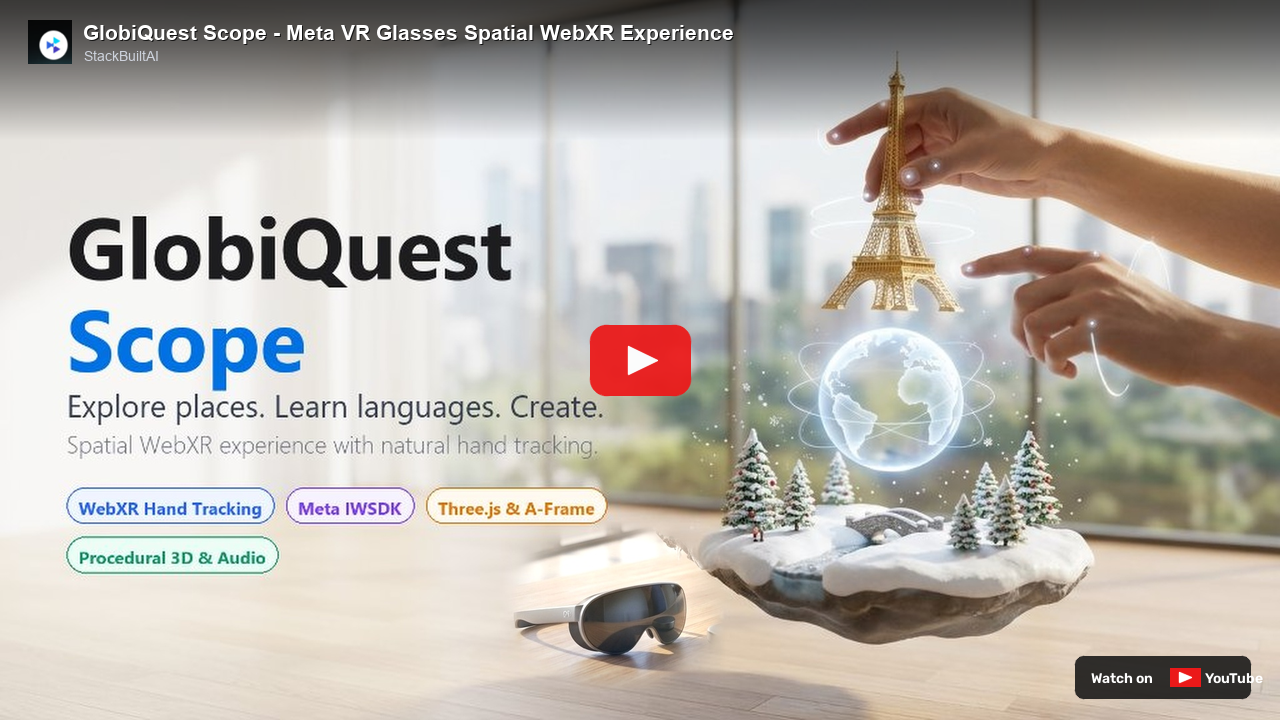 GlobiQuest Scope - Meta VR Glasses Spatial WebXR Experience
StackBuiltAI
GlobiQuest
Scope
Explore places. Learn languages. Create.
Spatial WebXR experience with natural hand tracking.
WebXR Hand Tracking
Meta IWSDK
Three.js & A-Frame
Procedural 3D & Audio
Watch on YouTube